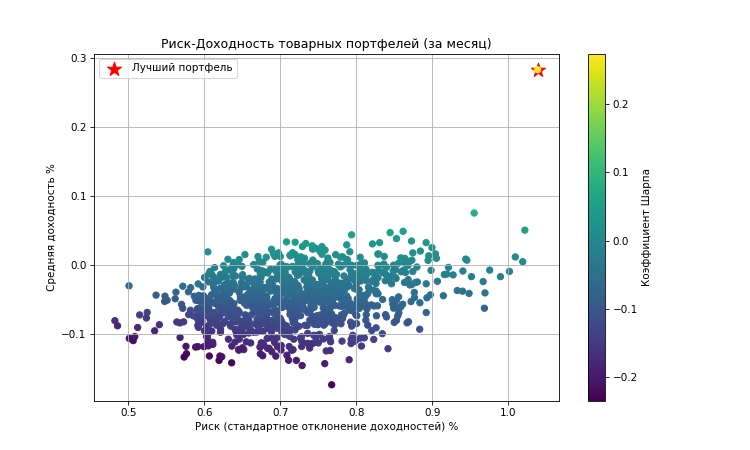 Риск-Доходность товарных портфелей (за месяц)
Лучший портфель
Средняя доходность %
0.3
0.2
0.1
0.0
−0.1
0.5 0.6 0.7 0.8 0.9 1.0
Риск (стандартное отклонение доходностей) %
0.2
0.1
0.0
−0.1
−0.2
Коэффициент Шарпа